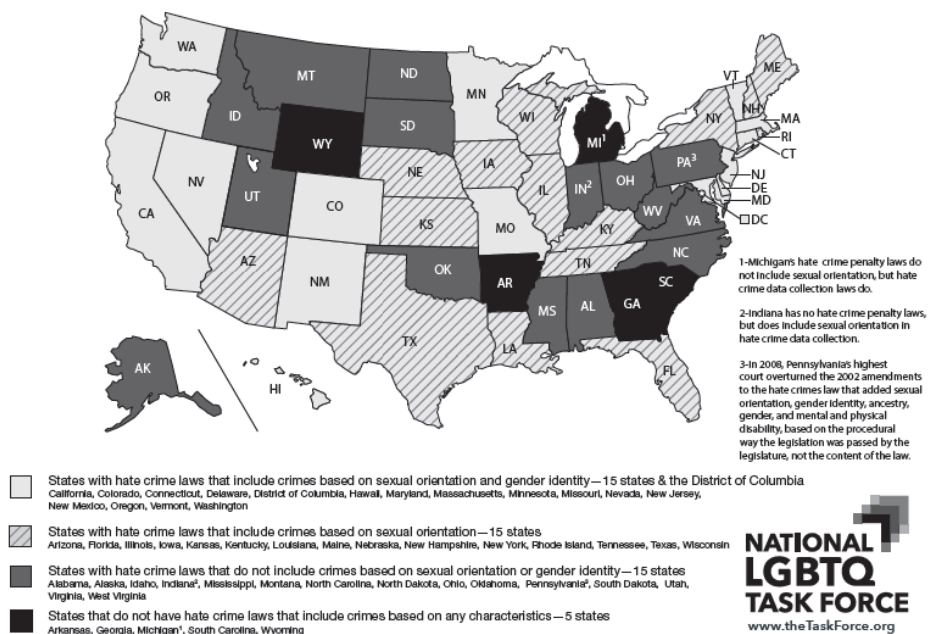 WA
OR
CA
NV
ID
MT
WY
UT
AZ
CO
NM
ND
SD
NE
KS
OK
TX
MN
IA
MO
AR
LA
WI
IL
MI¹
IN²
OH
KY
TN
MS
AL
GA
FL
SC
NC
VA
WV
PA³
NY
VT
NH
ME
MA
RI
CT
NJ
DE
MD
DC
AK
HI
1-Michigan's hate crime penalty laws do
not include sexual orientation, but hate
crime data collection laws do.
2-Indiana has no hate crime penalty laws,
but does include sexual orientation in
hate crime data collection.
3-In 2008, Pennsylvania's highest
court overturned the 2002 amendments
to the hate crimes law that added sexual
orientation, gender identity, ancestry,
gender, and mental and physical
disability, based on the procedural
way the legislation was passed by the
legislature, not the content of the law.
States with hate crime laws that include crimes based on sexual orientation and gender identity—15 states & the District of Columbia
California, Colorado, Connecticut, Delaware, District of Columbia, Hawaii, Maryland, Massachusetts, Minnesota, Missouri, Nevada, New Jersey,
New Mexico, Oregon, Vermont, Washington
States with hate crime laws that include crimes based on sexual orientation—15 states
Arizona, Florida, Illinois, Iowa, Kansas, Kentucky, Louisiana, Maine, Nebraska, New Hampshire, New York, Rhode Island, Tennessee, Texas, Wisconsin
States with hate crime laws that do not include crimes based on sexual orientation or gender identity—15 states
Alabama, Alaska, Idaho, Indiana², Mississippi, Montana, North Carolina, North Dakota, Ohio, Oklahoma, Pennsylvania³, South Dakota, Utah,
Virginia, West Virginia
States that do not have hate crime laws that include crimes based on any characteristics—5 states
Arkansas, Georgia, Michigan¹, South Carolina, Wyoming
NATIONAL
LGBTQ
TASK FORCE
www.theTaskForce.org